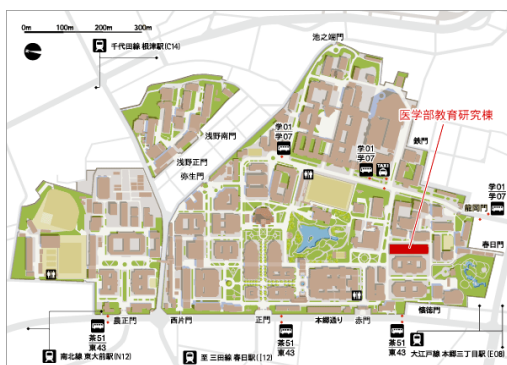 0m 100m 200m 300m
千代田線 根津駅(C14)
池之端門
浅野南門
学01
学07
浅野正門
弥生門
学01
学07
TAXI
医学部教育研究棟
鉄門
学01
学07
龍岡門
春日門
農正門
西片門
正門
本郷通り
赤門
懐徳門
茶51
東43
茶51
東43
茶51
東43
南北線 東大前駅(N12)
至 三田線 春日駅(I12)
大江戸線 本郷三丁目駅(E08)